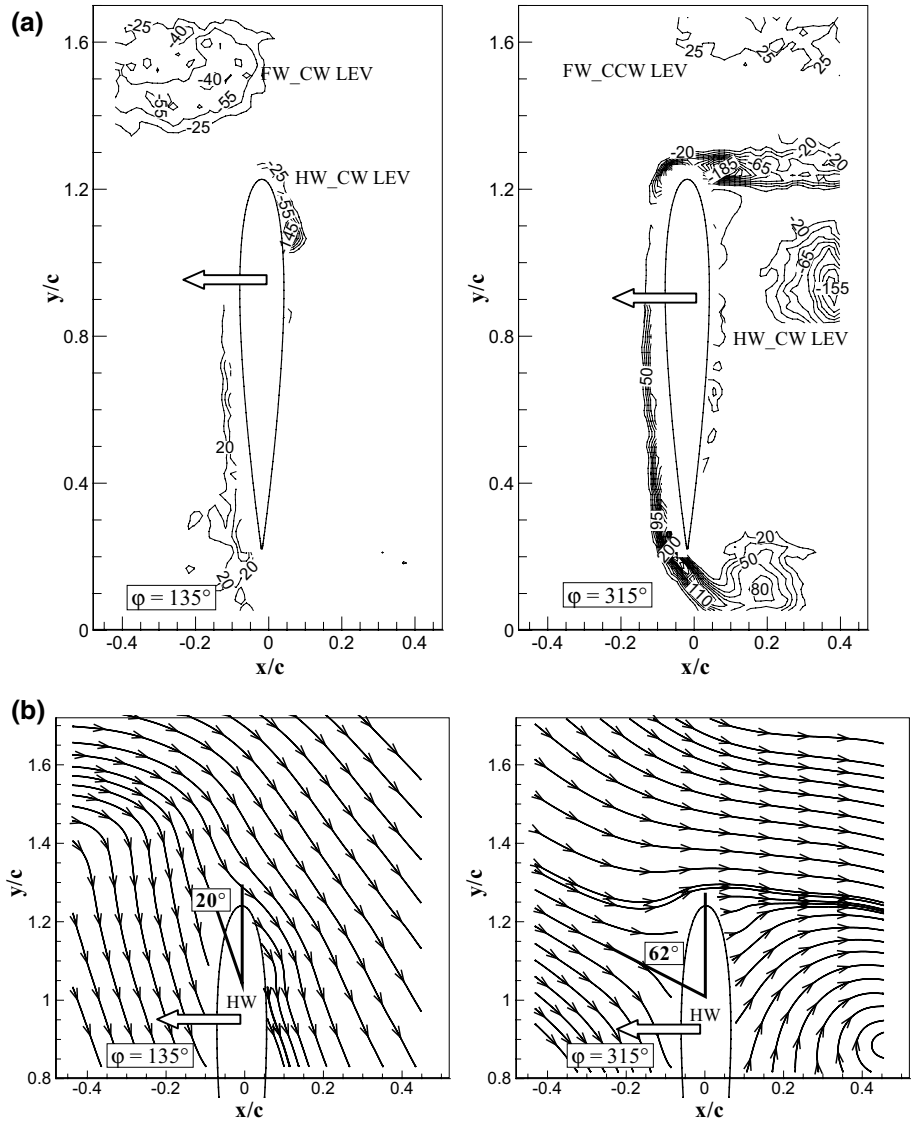 (a)
1.6
1.2
0.8
0.4
0
y/c
-0.4 -0.2 0 0.2 0.4
x/c
-25
-40
-40
-55
-55
-25
FW_CW LEV
-25
HW_CW LEV
-55
145
20
-20
-20
φ = 135°
1.6
1.2
0.8
0.4
0
y/c
-0.4 -0.2 0 0.2 0.4
x/c
25
25
FW_CCW LEV
-20
-20
-20
-185
-65
-20
-65
-155
HW_CW LEV
50
95
200
110
20
50
80
φ = 315°
(b)
1.6
1.4
1.2
1
0.8
y/c
-0.4 -0.2 0 0.2 0.4
x/c
20°
HW
φ = 135°
1.6
1.4
1.2
1
0.8
y/c
-0.4 -0.2 0 0.2 0.4
x/c
62°
HW
φ = 315°